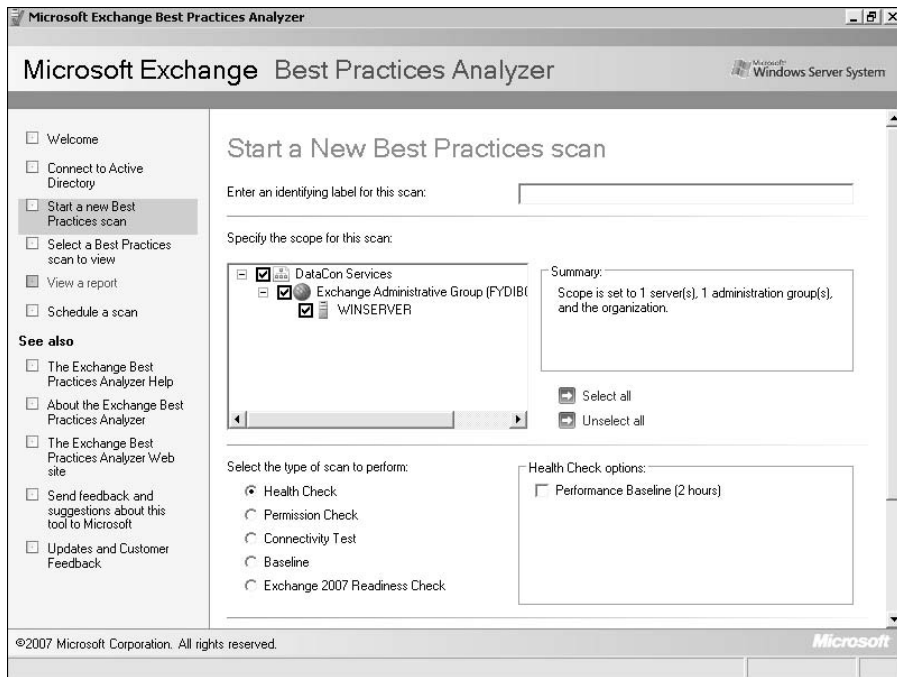 Microsoft Exchange Best Practices Analyzer
Microsoft Exchange Best Practices Analyzer
Microsoft
Windows Server System
Welcome
Connect to Active
Directory
Start a new Best
Practices scan
Select a Best Practices
scan to view
View a report
Schedule a scan
See also
The Exchange Best
Practices Analyzer Help
About the Exchange Best
Practices Analyzer
The Exchange Best
Practices Analyzer Web
site
Send feedback and
suggestions about this
tool to Microsoft
Updates and Customer
Feedback
Start a New Best Practices scan
Enter an identifying label for this scan:
Specify the scope for this scan:
DataCon Services
Exchange Administrative Group (FYDIBO
WINSERVER
Summary:
Scope is set to 1 server(s), 1 administration group(s),
and the organization.
Select all
Unselect all
Select the type of scan to perform:
Health Check
Permission Check
Connectivity Test
Baseline
Exchange 2007 Readiness Check
Health Check options:
Performance Baseline (2 hours)
©2007 Microsoft Corporation. All rights reserved.
Microsoft